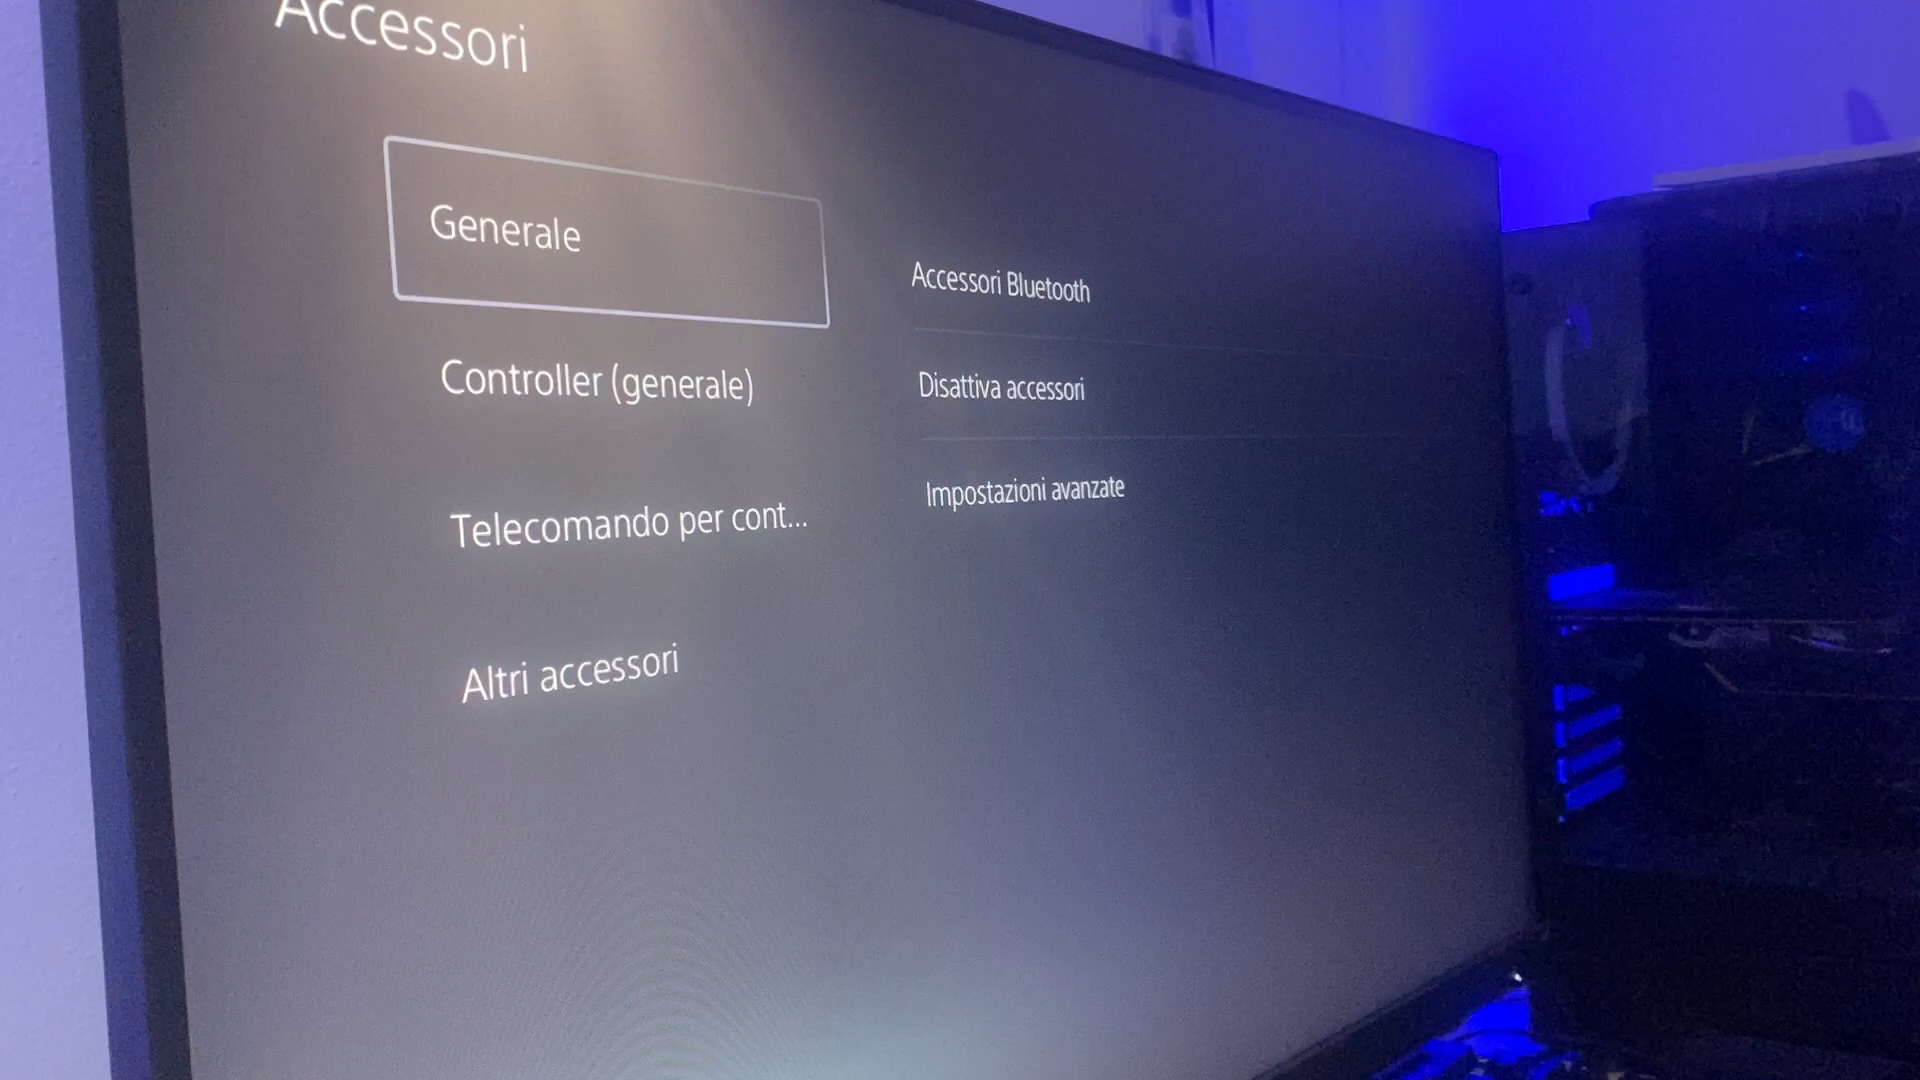 Accessori
Generale
Controller (generale)
Telecomando per cont...
Altri accessori
Accessori Bluetooth
Disattiva accessori
Impostazioni avanzate